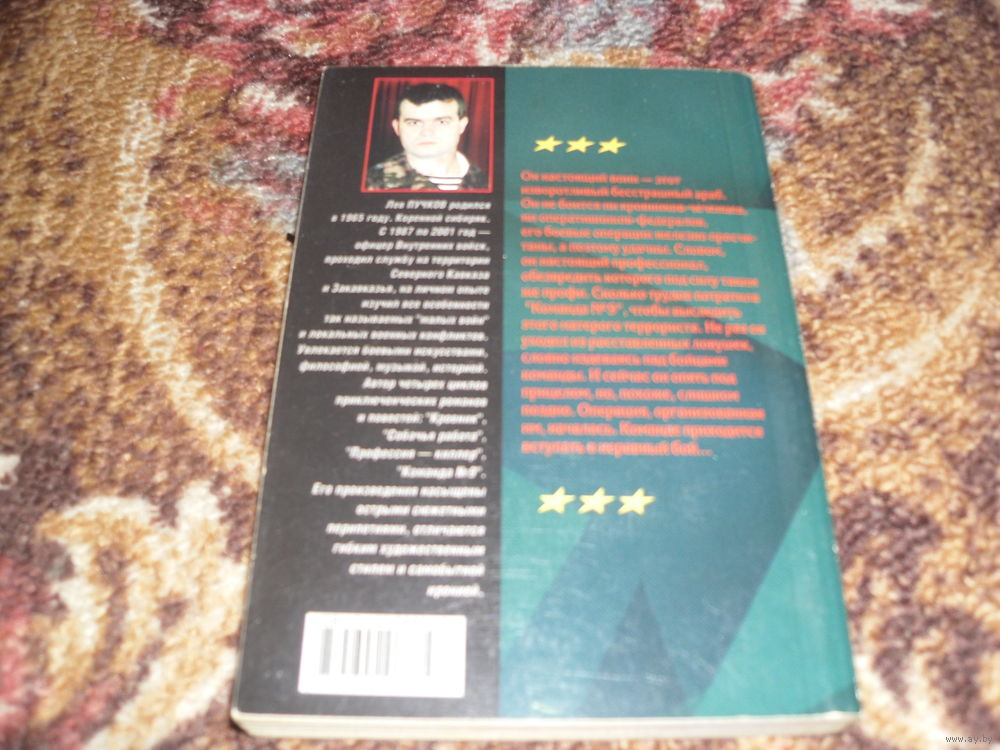 Лев ПУЧКОВ родился
в 1965 году. Коренной сибиряк.
С 1987 по 2001 год —
офицер Внутренних войск,
проходил службу на территории
Северного Кавказа
и Закавказья, на личном опыте
изучил все особенности
так называемых "малых войн"
и локальных военных конфликтов.
Увлекается боевыми искусствами,
философией, музыкой, историей.
Автор четырех циклов
приключенческих романов
и повестей: "Кровник",
"Собачья работа",
"Профессия — киллер",
"Команда №9".
Его произведения насыщены
острыми сюжетными
перипетиями, отличаются
гибким художественным
стилем и самобытной
иронией.
Он настоящий воин — этот
изворотливый бесстрашный араб.
Он не боится ни кровников-чеченцев,
ни оперативников-федералов,
его боевые операции железно просчи-
таны, а поэтому удачны. Словом,
он настоящий профессионал,
обезвредить которого под силу таким
же профи. Сколько трудов потратила
"Команда №9", чтобы выследить
этого матерого террориста. Не раз он
уходил из расставленных ловушек,
словно издеваясь над бойцами
команды. И сейчас он опять под
прицелом, но, похоже, слишком
поздно. Операция, организованная
им, началась. Команде приходится
вступать в неравный бой...
www.ay.by